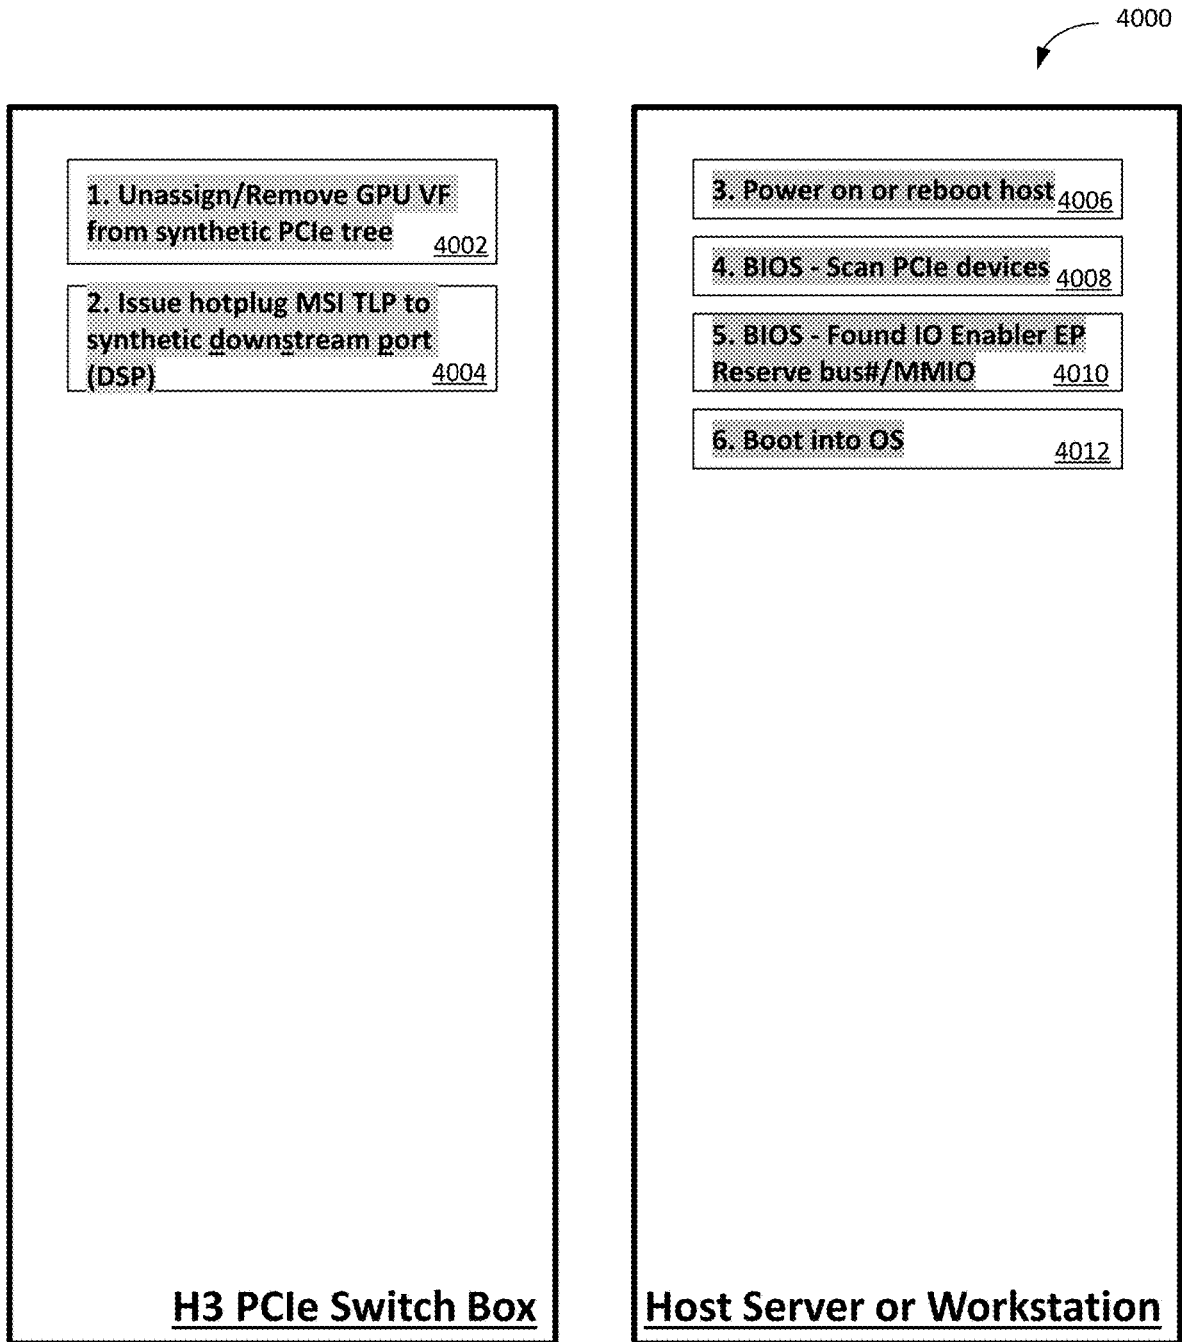 4000
1. Unassign/Remove GPU VF
from synthetic PCIe tree
4002
2. Issue hotplug MSI TLP to
synthetic downstream port
(DSP)
4004
H3 PCIe Switch Box
3. Power on or reboot host
4006
4. BIOS - Scan PCIe devices
4008
5. BIOS - Found IO Enabler EP
Reserve bus#/MMIO
4010
6. Boot into OS
4012
Host Server or Workstation